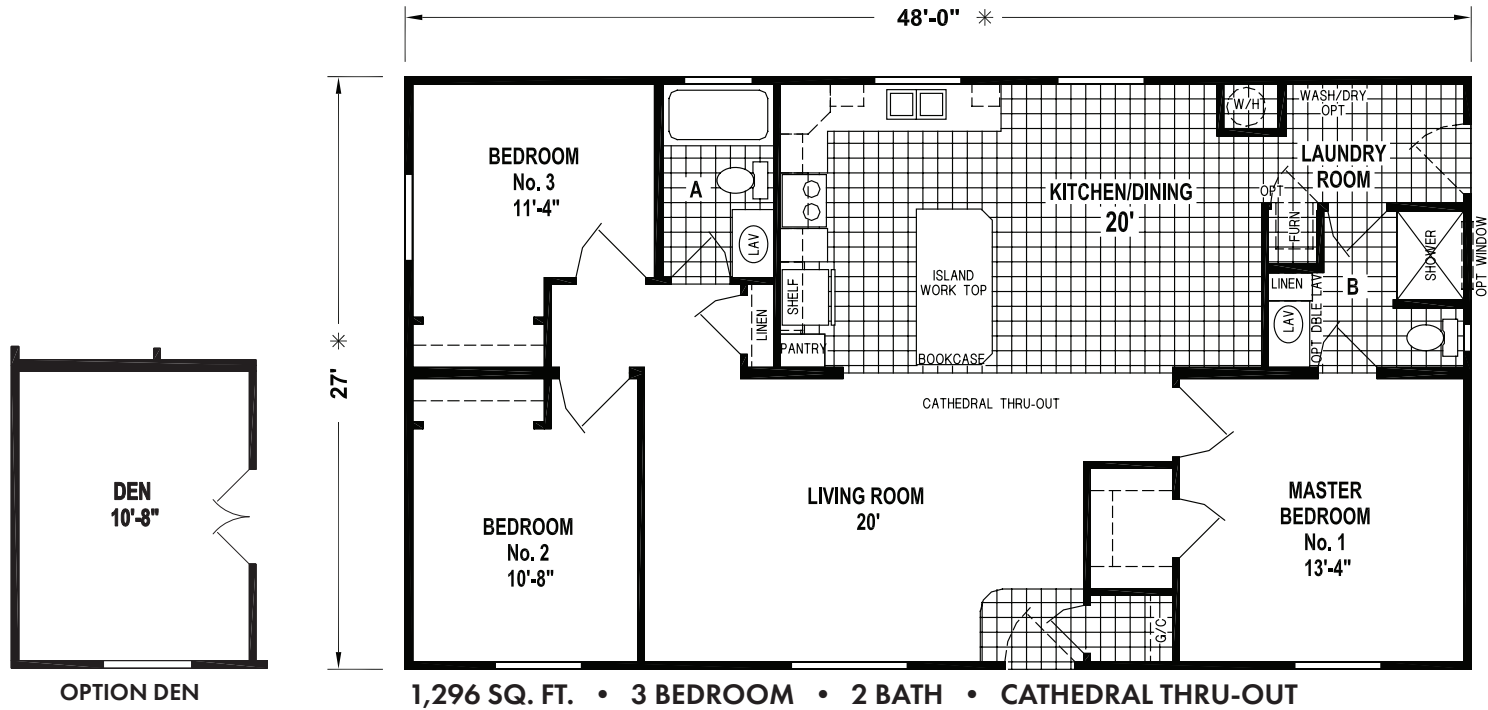 48'-0" ✳
27' ✳
BEDROOM
No. 3
11'-4"
A
LAV
LINEN
SHELF
PANTRY
ISLAND
WORK TOP
BOOKCASE
KITCHEN/DINING
20'
W/H
WASH/DRY
OPT
LAUNDRY
ROOM
OPT
FURN
LINEN
LAV
OPT DBLE LAV
B
SHOWER
OPT WINDOW
CATHEDRAL THRU-OUT
DEN
10'-8"
BEDROOM
No. 2
10'-8"
LIVING ROOM
20'
MASTER
BEDROOM
No. 1
13'-4"
G/C
OPTION DEN
1,296 SQ. FT. • 3 BEDROOM • 2 BATH • CATHEDRAL THRU-OUT